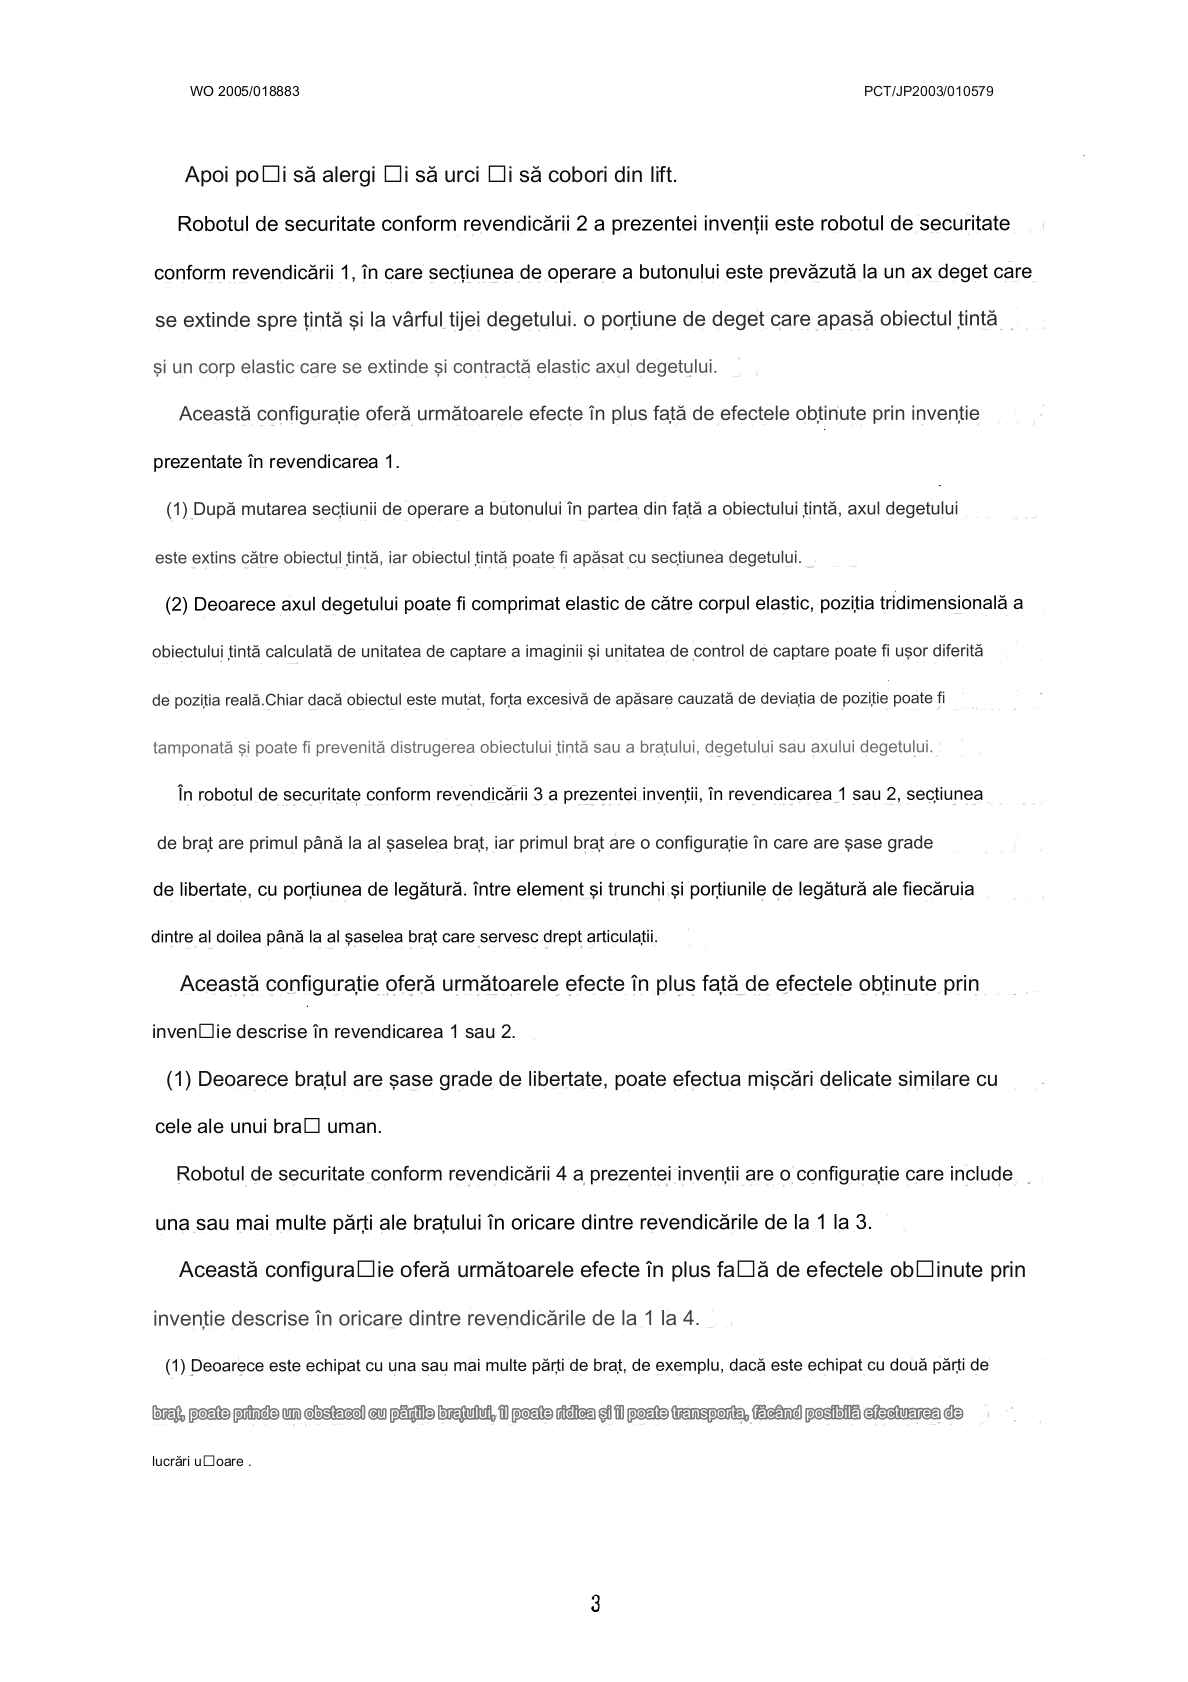 WO 2005/018883 PCT/JP2003/010579
Apoi po□i să alergi □i să urci □i să cobori din lift.
Robotul de securitate conform revendicării 2 a prezentei invenții este robotul de securitate
conform revendicării 1, în care secțiunea de operare a butonului este prevăzută la un ax deget care
se extinde spre țintă și la vârful tijei degetului. o porțiune de deget care apasă obiectul țintă
și un corp elastic care se extinde și contractă elastic axul degetului.
Această configurație oferă următoarele efecte în plus față de efectele obținute prin invenție
prezentate în revendicarea 1.
(1) După mutarea secțiunii de operare a butonului în partea din față a obiectului țintă, axul degetului
este extins către obiectul țintă, iar obiectul țintă poate fi apăsat cu secțiunea degetului.
(2) Deoarece axul degetului poate fi comprimat elastic de către corpul elastic, poziția tridimensională a
obiectului țintă calculată de unitatea de captare a imaginii și unitatea de control de captare poate fi ușor diferită
de poziția reală.Chiar dacă obiectul este mutat, forța excesivă de apăsare cauzată de deviația de poziție poate fi
tamponată și poate fi prevenită distrugerea obiectului țintă sau a brațului, degetului sau axului degetului.
În robotul de securitate conform revendicării 3 a prezentei invenții, în revendicarea 1 sau 2, secțiunea
de braț are primul până la al șaselea braț, iar primul braț are o configurație în care are șase grade
de libertate, cu porțiunea de legătură. între element și trunchi și porțiunile de legătură ale fiecăruia
dintre al doilea până la al șaselea braț care servesc drept articulații.
Această configurație oferă următoarele efecte în plus față de efectele obținute prin
inven□ie descrise în revendicarea 1 sau 2.
(1) Deoarece brațul are șase grade de libertate, poate efectua mișcări delicate similare cu
cele ale unui bra□ uman.
Robotul de securitate conform revendicării 4 a prezentei invenții are o configurație care include
una sau mai multe părți ale brațului în oricare dintre revendicările de la 1 la 3.
Această configura□ie oferă următoarele efecte în plus fa□ă de efectele ob□inute prin
invenție descrise în oricare dintre revendicările de la 1 la 4.
(1) Deoarece este echipat cu una sau mai multe părți de braț, de exemplu, dacă este echipat cu două părți de
braț, poate prinde un obstacol cu părțile brațului, îl poate ridica și îl poate transporta, făcând posibilă efectuarea de
lucrări u□oare .
3